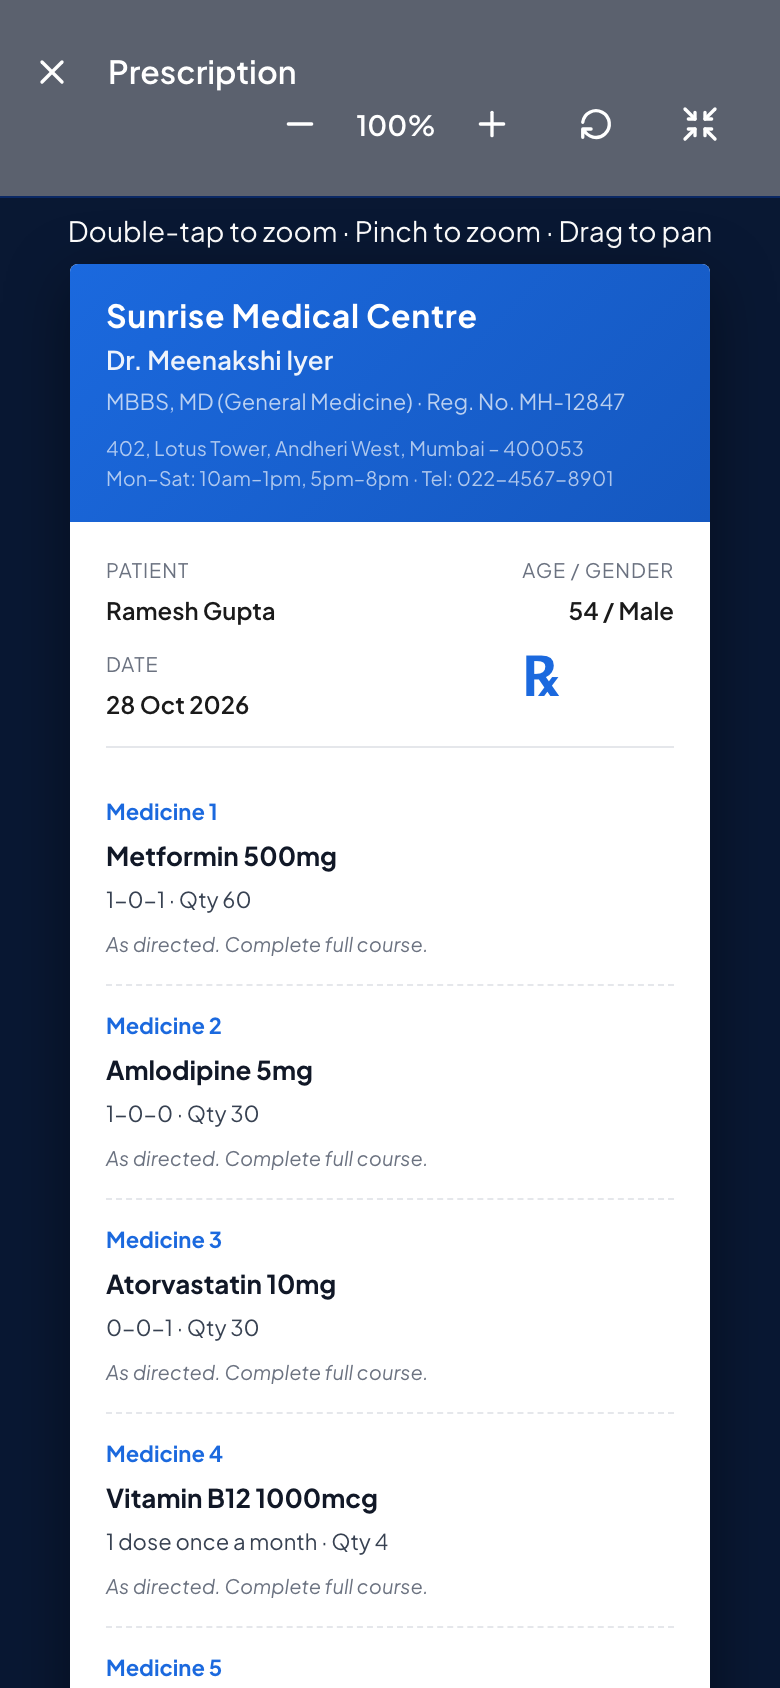 Prescription
100%
Double-tap to zoom · Pinch to zoom · Drag to pan
Sunrise Medical Centre
Dr. Meenakshi Iyer
MBBS, MD (General Medicine) · Reg. No. MH-12847
402, Lotus Tower, Andheri West, Mumbai – 400053
Mon–Sat: 10am–1pm, 5pm–8pm · Tel: 022–4567–8901
PATIENT
Ramesh Gupta
AGE / GENDER
54 / Male
DATE
28 Oct 2026
℞
Medicine 1
Metformin 500mg
1–0–1 · Qty 60
As directed. Complete full course.
Medicine 2
Amlodipine 5mg
1–0–0 · Qty 30
As directed. Complete full course.
Medicine 3
Atorvastatin 10mg
0–0–1 · Qty 30
As directed. Complete full course.
Medicine 4
Vitamin B12 1000mcg
1 dose once a month · Qty 4
As directed. Complete full course.
Medicine 5